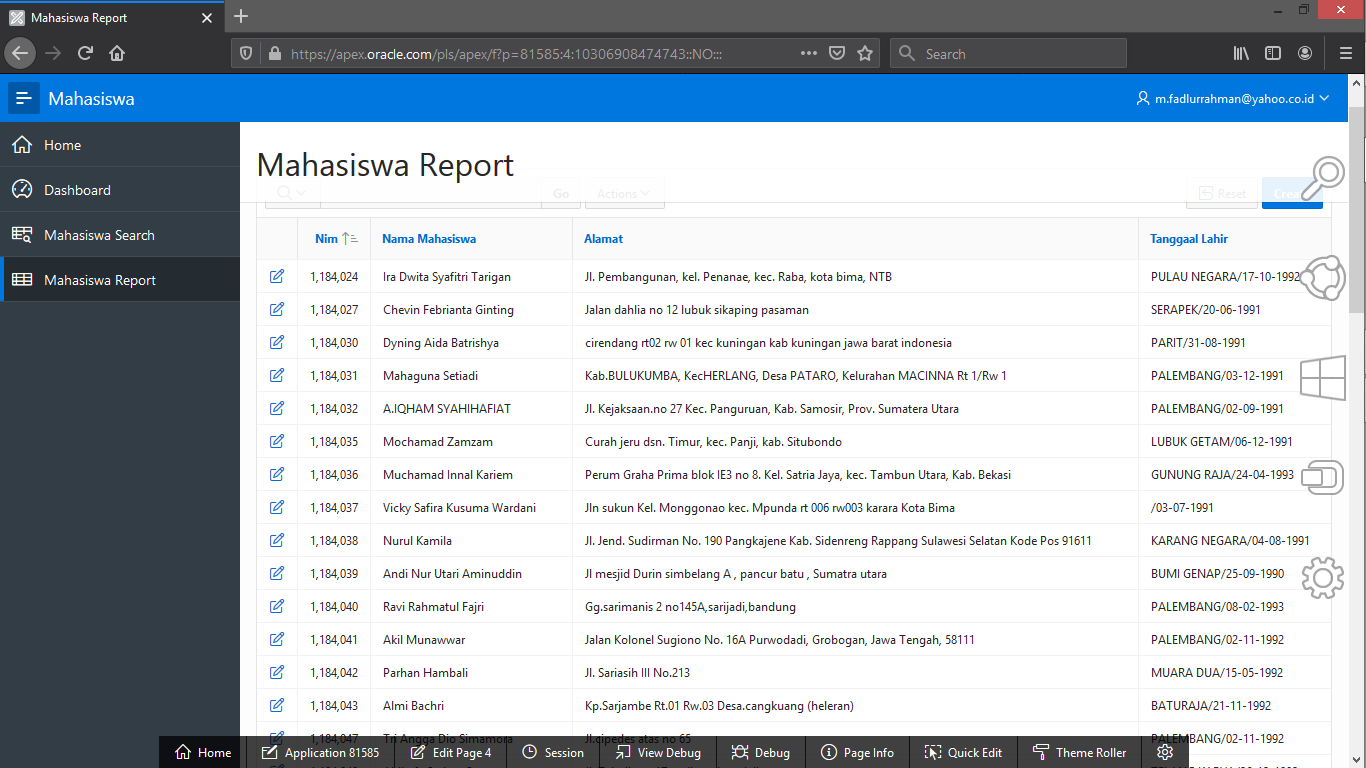 Mahasiswa Report
https://apex.oracle.com/pls/apex/f?p=81585:4:10306908474743::NO:::
Search
Mahasiswa
m.fadlurrahman@yahoo.co.id
Home
Dashboard
Mahasiswa Search
Mahasiswa Report
Mahasiswa Report
Go Actions Reset
Nim Nama Mahasiswa Alamat Tanggaal Lahir
1,184,024 Ira Dwita Syafitri Tarigan Jl. Pembangunan, kel. Penanae, kec. Raba, kota bima, NTB PULAU NEGARA/17-10-1992
1,184,027 Chevin Febrianta Ginting Jalan dahlia no 12 lubuk sikaping pasaman SERAPEK/20-06-1991
1,184,030 Dyning Aida Batrishya cirendang rt02 rw 01 kec kuningan kab kuningan jawa barat indonesia PARIT/31-08-1991
1,184,031 Mahaguna Setiadi Kab.BULUKUMBA, KecHERLANG, Desa PATARO, Kelurahan MACINNA Rt 1/Rw 1 PALEMBANG/03-12-1991
1,184,032 A.IQHAM SYAHIHAFIAT Jl. Kejaksaan.no 27 Kec. Panguruan, Kab. Samosir, Prov. Sumatera Utara PALEMBANG/02-09-1991
1,184,035 Mochamad Zamzam Curah jeru dsn. Timur, kec. Panji, kab. Situbondo LUBUK GETAM/06-12-1991
1,184,036 Muchamad Innal Kariem Perum Graha Prima blok IE3 no 8. Kel. Satria Jaya, kec. Tambun Utara, Kab. Bekasi GUNUNG RAJA/24-04-1993
1,184,037 Vicky Safira Kusuma Wardani Jln sukun Kel. Monggonao kec. Mpunda rt 006 rw003 karara Kota Bima /03-07-1991
1,184,038 Nurul Kamila Jl. Jend. Sudirman No. 190 Pangkajene Kab. Sidenreng Rappang Sulawesi Selatan Kode Pos 91611 KARANG NEGARA/04-08-1991
1,184,039 Andi Nur Utari Aminuddin Jl mesjid Durin simbelang A , pancur batu , Sumatra utara BUMI GENAP/25-09-1990
1,184,040 Ravi Rahmatul Fajri Gg.sarimanis 2 no145A,sarijadi,bandung PALEMBANG/08-02-1993
1,184,041 Akil Munawwar Jalan Kolonel Sugiono No. 16A Purwodadi, Grobogan, Jawa Tengah, 58111 PALEMBANG/02-11-1992
1,184,042 Parhan Hambali Jl. Sariasih III No.213 MUARA DUA/15-05-1992
1,184,043 Almi Bachri Kp.Sarjambe Rt.01 Rw.03 Desa.cangkuang (heleran) BATURAJA/21-11-1992
1,184,047 Tri Angga Dio Simamora Jl.cipedes atas no 65 PALEMBANG/02-11-1992
Home Application 81585 Edit Page 4 Session View Debug Debug Page Info Quick Edit Theme Roller